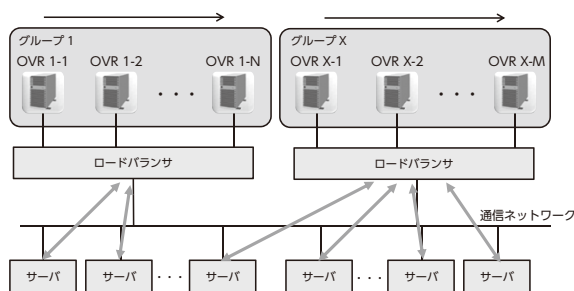 グループ 1
グループ X
OVR 1-1 OVR 1-2 OVR 1-N
OVR X-1 OVR X-2 OVR X-M
・・・
・・・
ロードバランサ
ロードバランサ
通信ネットワーク
サーバ サーバ ・・・ サーバ サーバ ・・・ サーバ サーバ